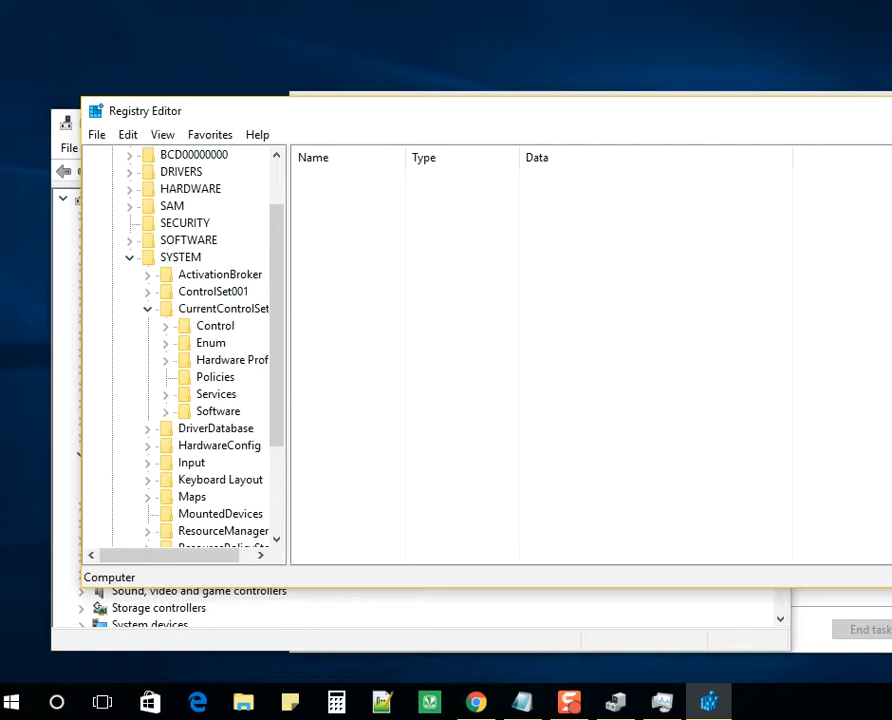 Registry Editor
File Edit View Favorites Help
File
Name Type Data
BCD00000000
DRIVERS
HARDWARE
SAM
SECURITY
SOFTWARE
SYSTEM
ActivationBroker
ControlSet001
CurrentControlSet
Control
Enum
Hardware Prof
Policies
Services
Software
DriverDatabase
HardwareConfig
Input
Keyboard Layout
Maps
MountedDevices
ResourceManager
Computer
Sound, video and game controllers
Storage controllers
System devices
End task